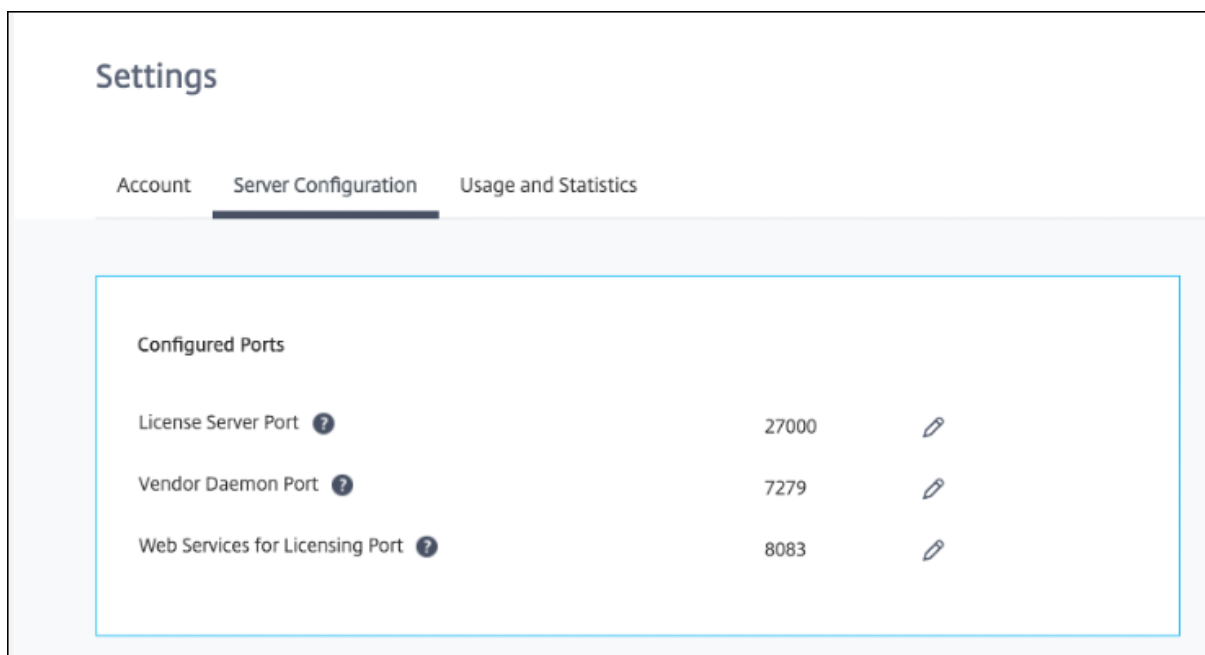 Settings
Account Server Configuration Usage and Statistics
Configured Ports
License Server Port ? 27000
Vendor Daemon Port ? 7279
Web Services for Licensing Port ? 8083